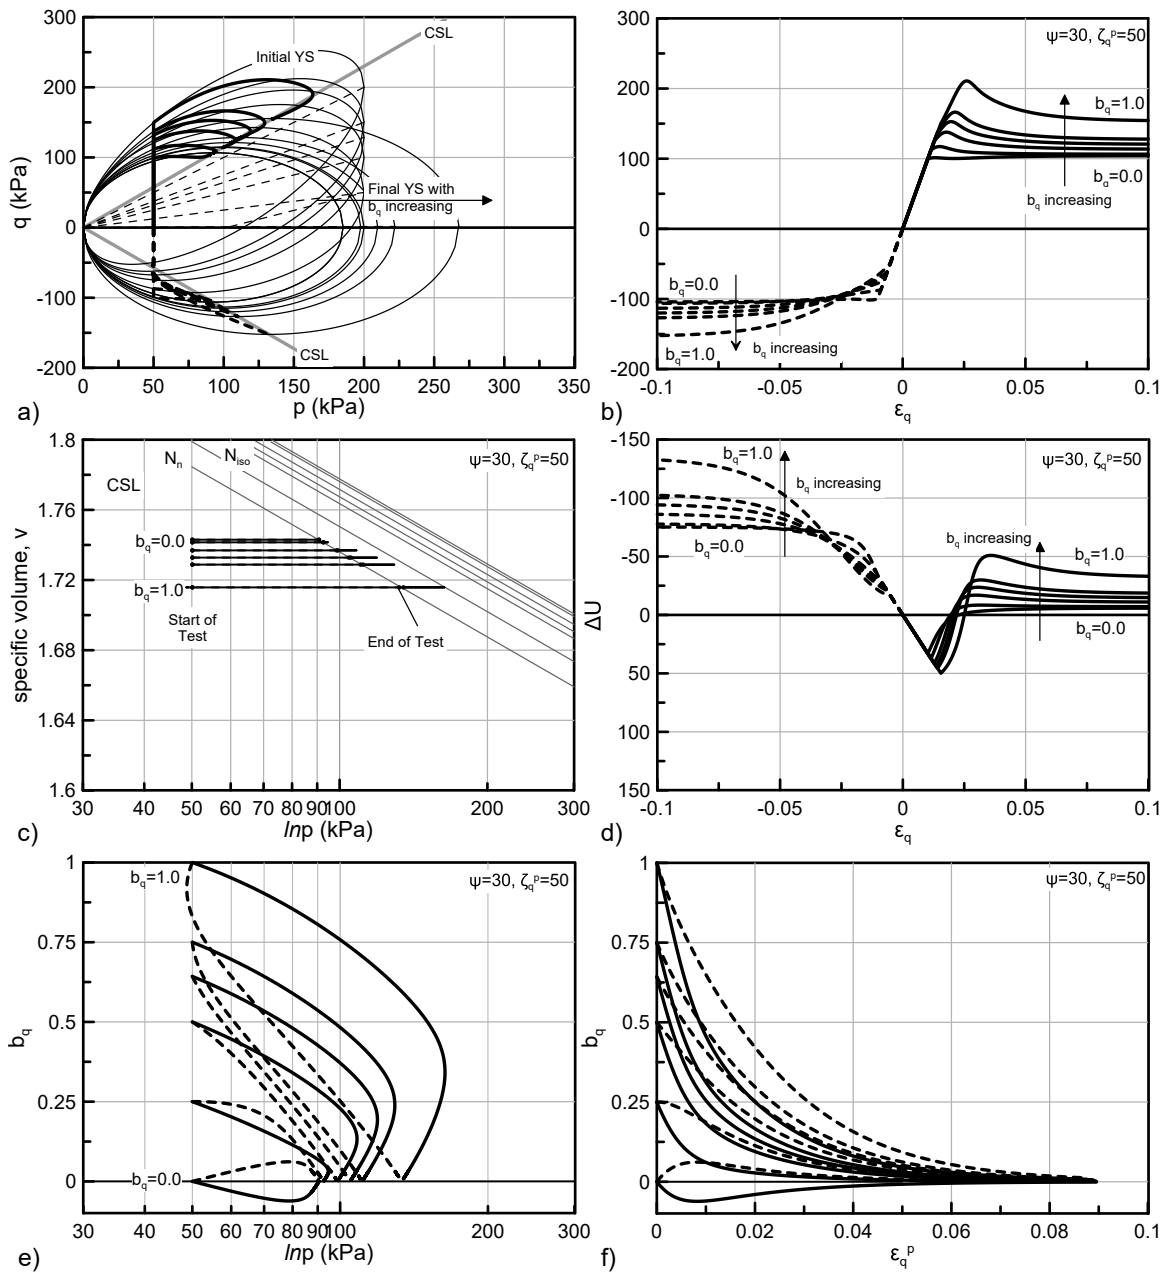 300
200
100
0
-100
-200
q (kPa)
Initial YS
CSL
Final YS with
b_q increasing
CSL
0 50 100 150 200 250 300 350
p (kPa)
a)
300
200
100
0
-100
-200
ψ=30, ζ_q^p=50
b_q=1.0
b_q=0.0
b_q increasing
b_q=0.0
b_q=1.0
b_q increasing
-0.1 -0.05 0 0.05 0.1
ε_q
b)
1.8
1.76
1.72
1.68
1.64
1.6
specific volume, v
N_n N_iso
ψ=30, ζ_q^p=50
CSL
b_q=0.0
b_q=1.0
Start of
Test
End of Test
30 40 50 60 70 80 90 100 200 300
lnp (kPa)
c)
-150
-100
-50
0
50
100
150
ΔU
ψ=30, ζ_q^p=50
b_q=1.0
b_q increasing
b_q=0.0
b_q increasing
b_q=1.0
b_q=0.0
-0.1 -0.05 0 0.05 0.1
ε_q
d)
1
0.75
0.5
0.25
0
b_q
b_q=1.0
ψ=30, ζ_q^p=50
b_q=0.0
30 40 50 60 70 80 90 100 200 300
lnp (kPa)
e)
1
0.75
0.5
0.25
0
b_q
ψ=30, ζ_q^p=50
0 0.02 0.04 0.06 0.08 0.1
ε_q^p
f)